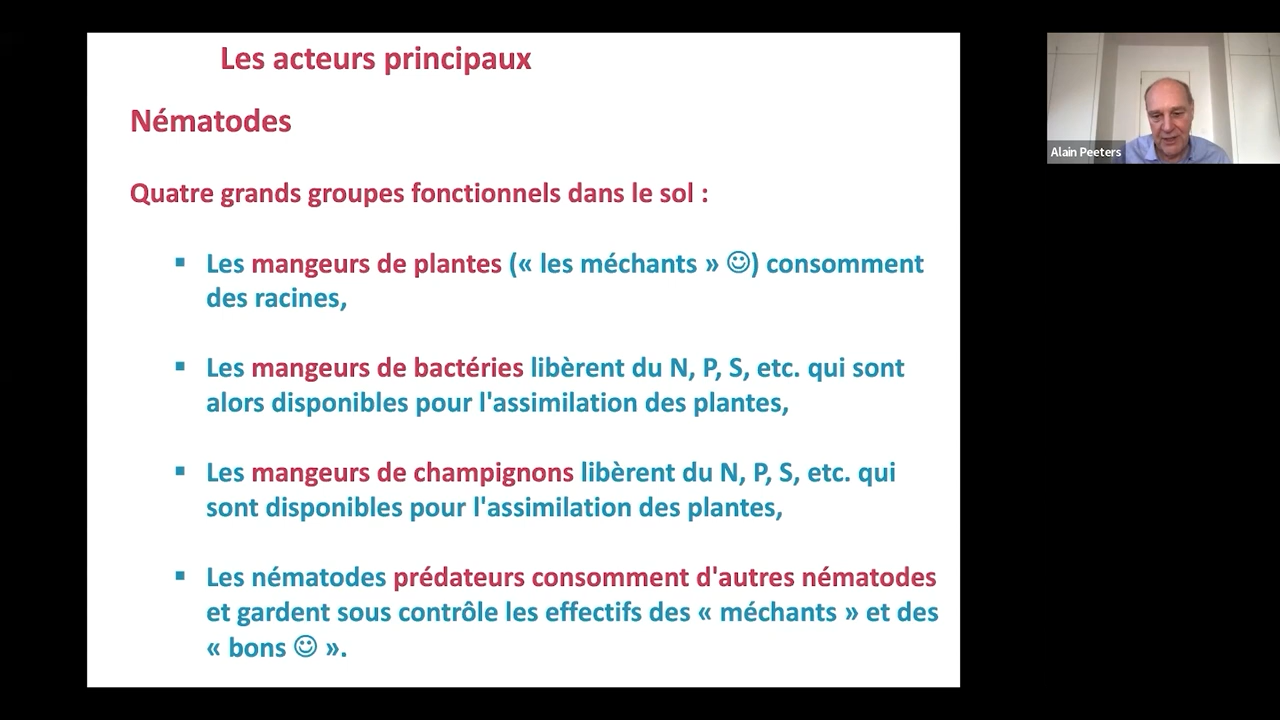 Les acteurs principaux
Nématodes
Quatre grands groupes fonctionnels dans le sol :
▪ Les mangeurs de plantes (« les méchants » ☺) consomment
des racines,
▪ Les mangeurs de bactéries libèrent du N, P, S, etc. qui sont
alors disponibles pour l'assimilation des plantes,
▪ Les mangeurs de champignons libèrent du N, P, S, etc. qui
sont disponibles pour l'assimilation des plantes,
▪ Les nématodes prédateurs consomment d'autres nématodes
et gardent sous contrôle les effectifs des « méchants » et des
« bons ☺ ».
Alain Peeters